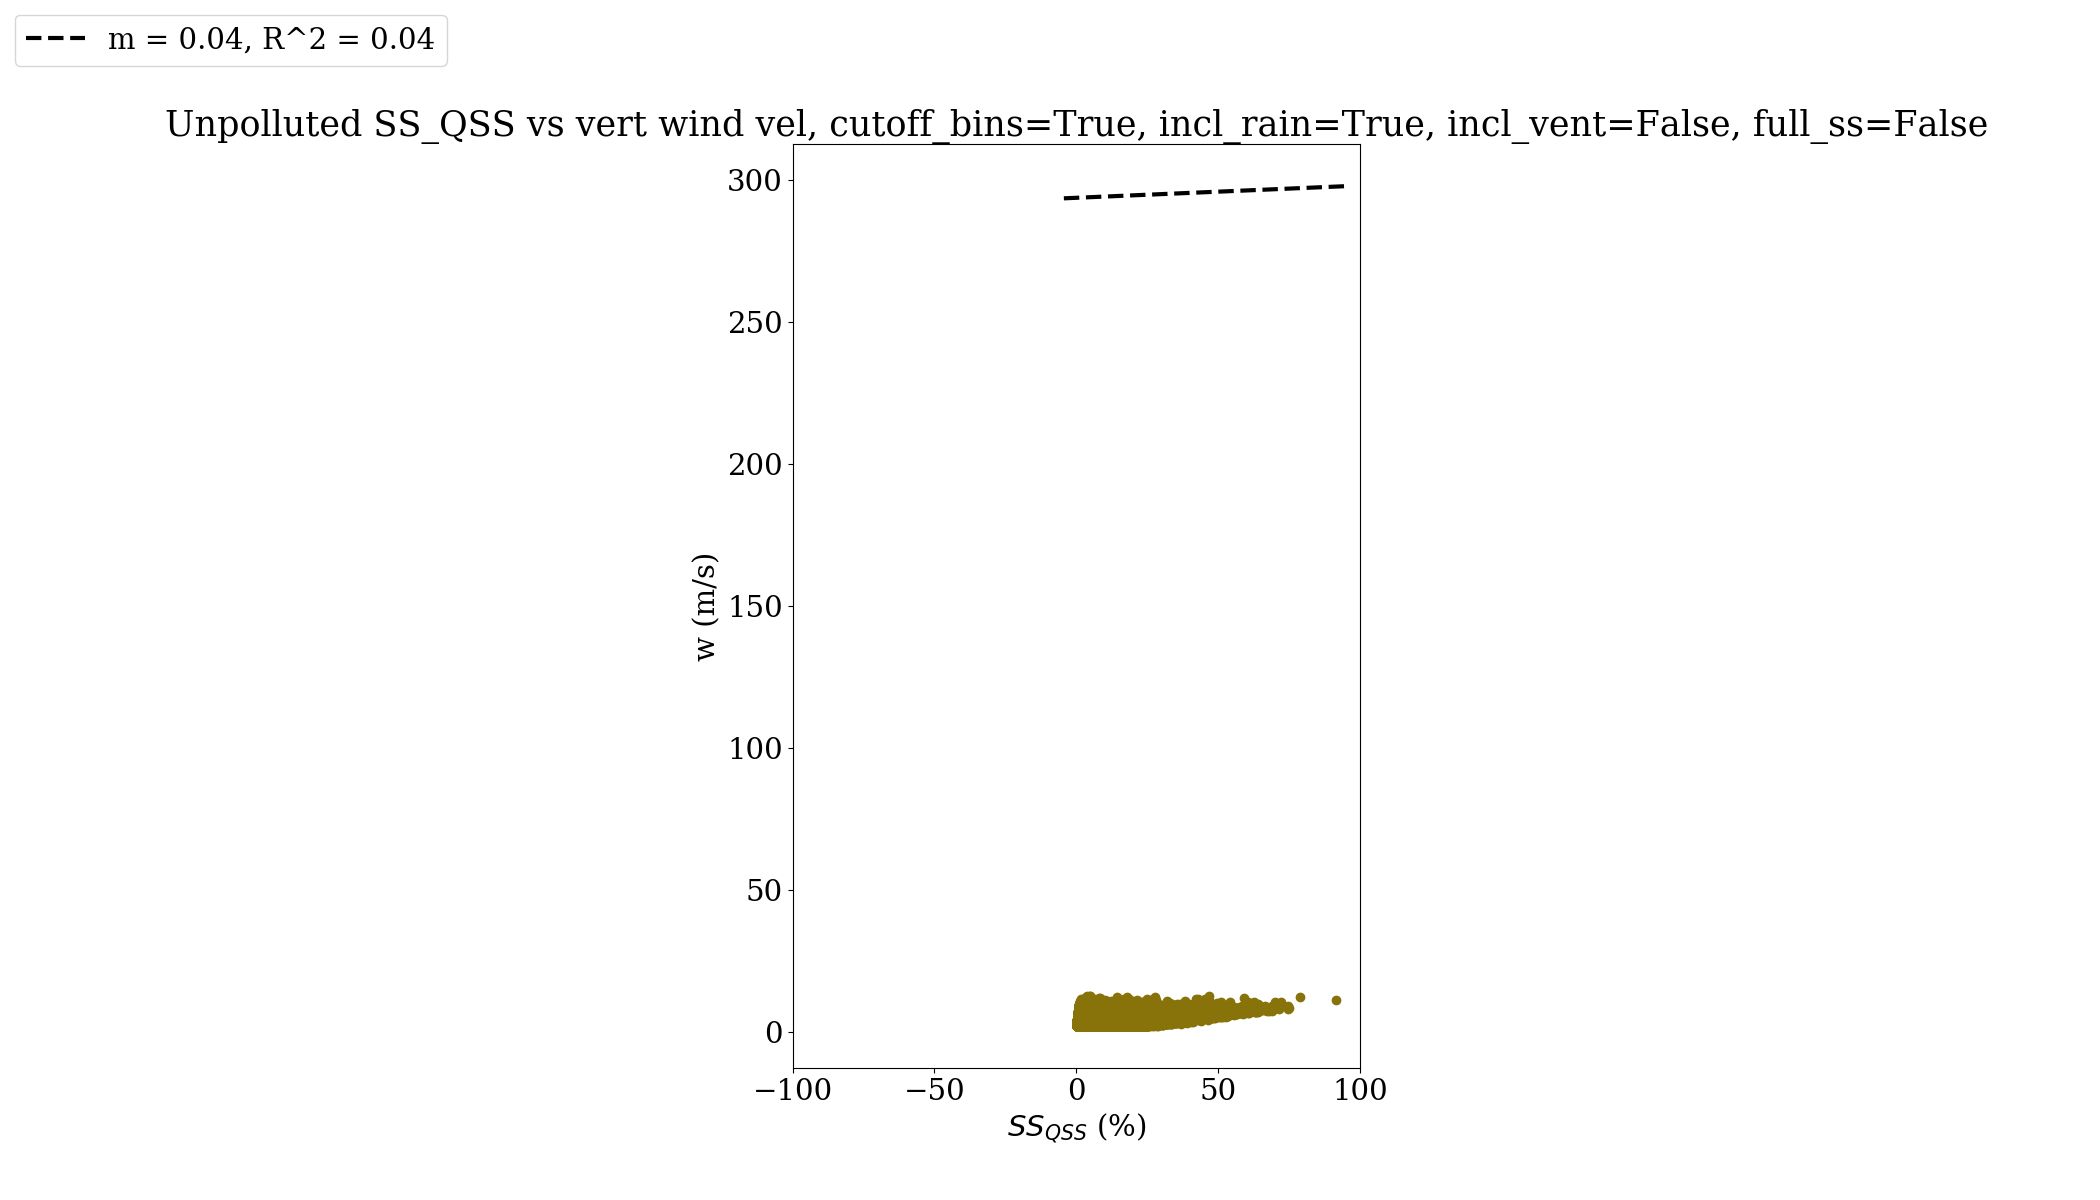 m = 0.04, R^2 = 0.04
Unpolluted SS_QSS vs vert wind vel, cutoff_bins=True, incl_rain=True, incl_vent=False, full_ss=False
300
250
200
150
100
50
0
w (m/s)
−100 −50 0 50 100
SS_QSS (%)